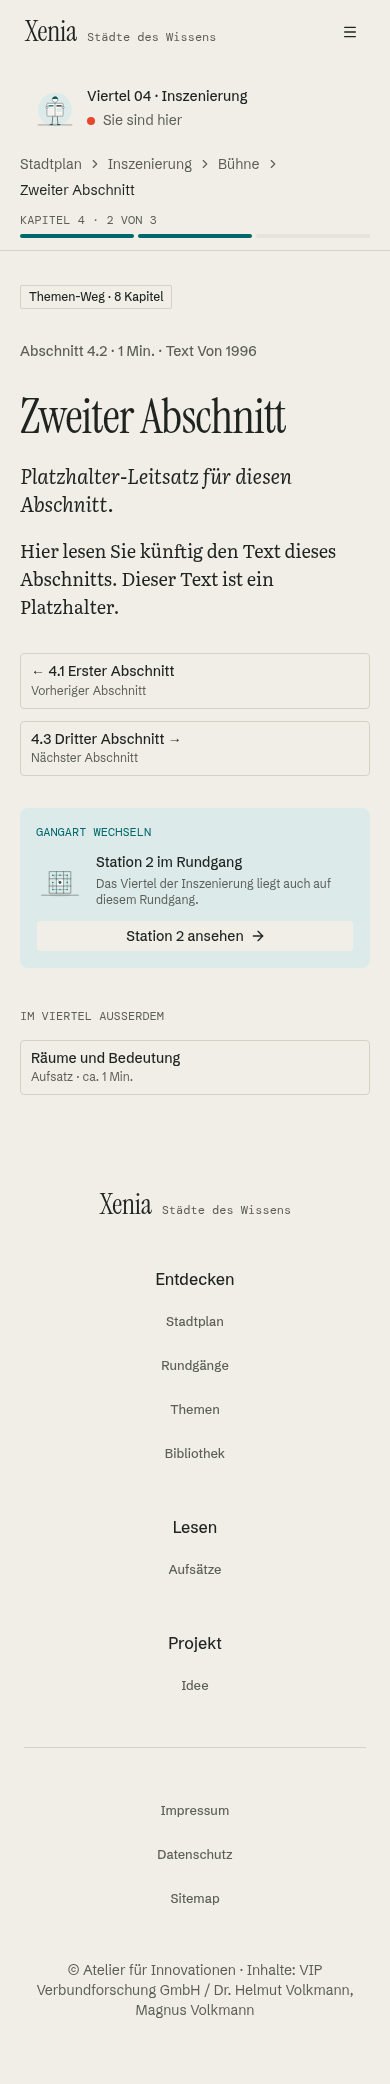 Xenia Städte des Wissens
Viertel 04 · Inszenierung
Sie sind hier
Stadtplan > Inszenierung > Bühne >
Zweiter Abschnitt
KAPITEL 4 · 2 VON 3
Themen-Weg · 8 Kapitel
Abschnitt 4.2 · 1 Min. · Text Von 1996
Zweiter Abschnitt
Platzhalter-Leitsatz für diesen
Abschnitt.
Hier lesen Sie künftig den Text dieses
Abschnitts. Dieser Text ist ein
Platzhalter.
← 4.1 Erster Abschnitt
Vorheriger Abschnitt
4.3 Dritter Abschnitt →
Nächster Abschnitt
GANGART WECHSELN
Station 2 im Rundgang
Das Viertel der Inszenierung liegt auch auf
diesem Rundgang.
Station 2 ansehen →
IM VIERTEL AUSSERDEM
Räume und Bedeutung
Aufsatz · ca. 1 Min.
Xenia Städte des Wissens
Entdecken
Stadtplan
Rundgänge
Themen
Bibliothek
Lesen
Aufsätze
Projekt
Idee
Impressum
Datenschutz
Sitemap
© Atelier für Innovationen · Inhalte: VIP
Verbundforschung GmbH / Dr. Helmut Volkmann,
Magnus Volkmann